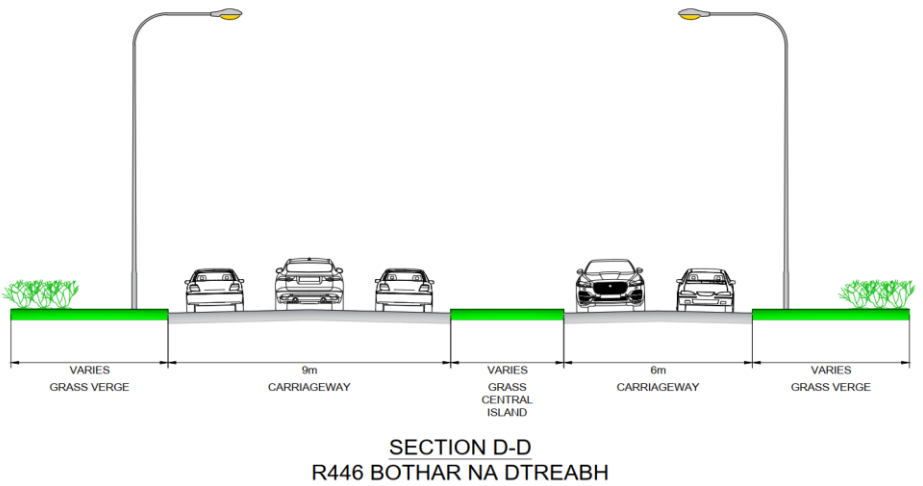 VARIES
GRASS VERGE
9m
CARRIAGEWAY
VARIES
GRASS
CENTRAL
ISLAND
6m
CARRIAGEWAY
VARIES
GRASS VERGE
SECTION D-D
R446 BOTHAR NA DTREABH